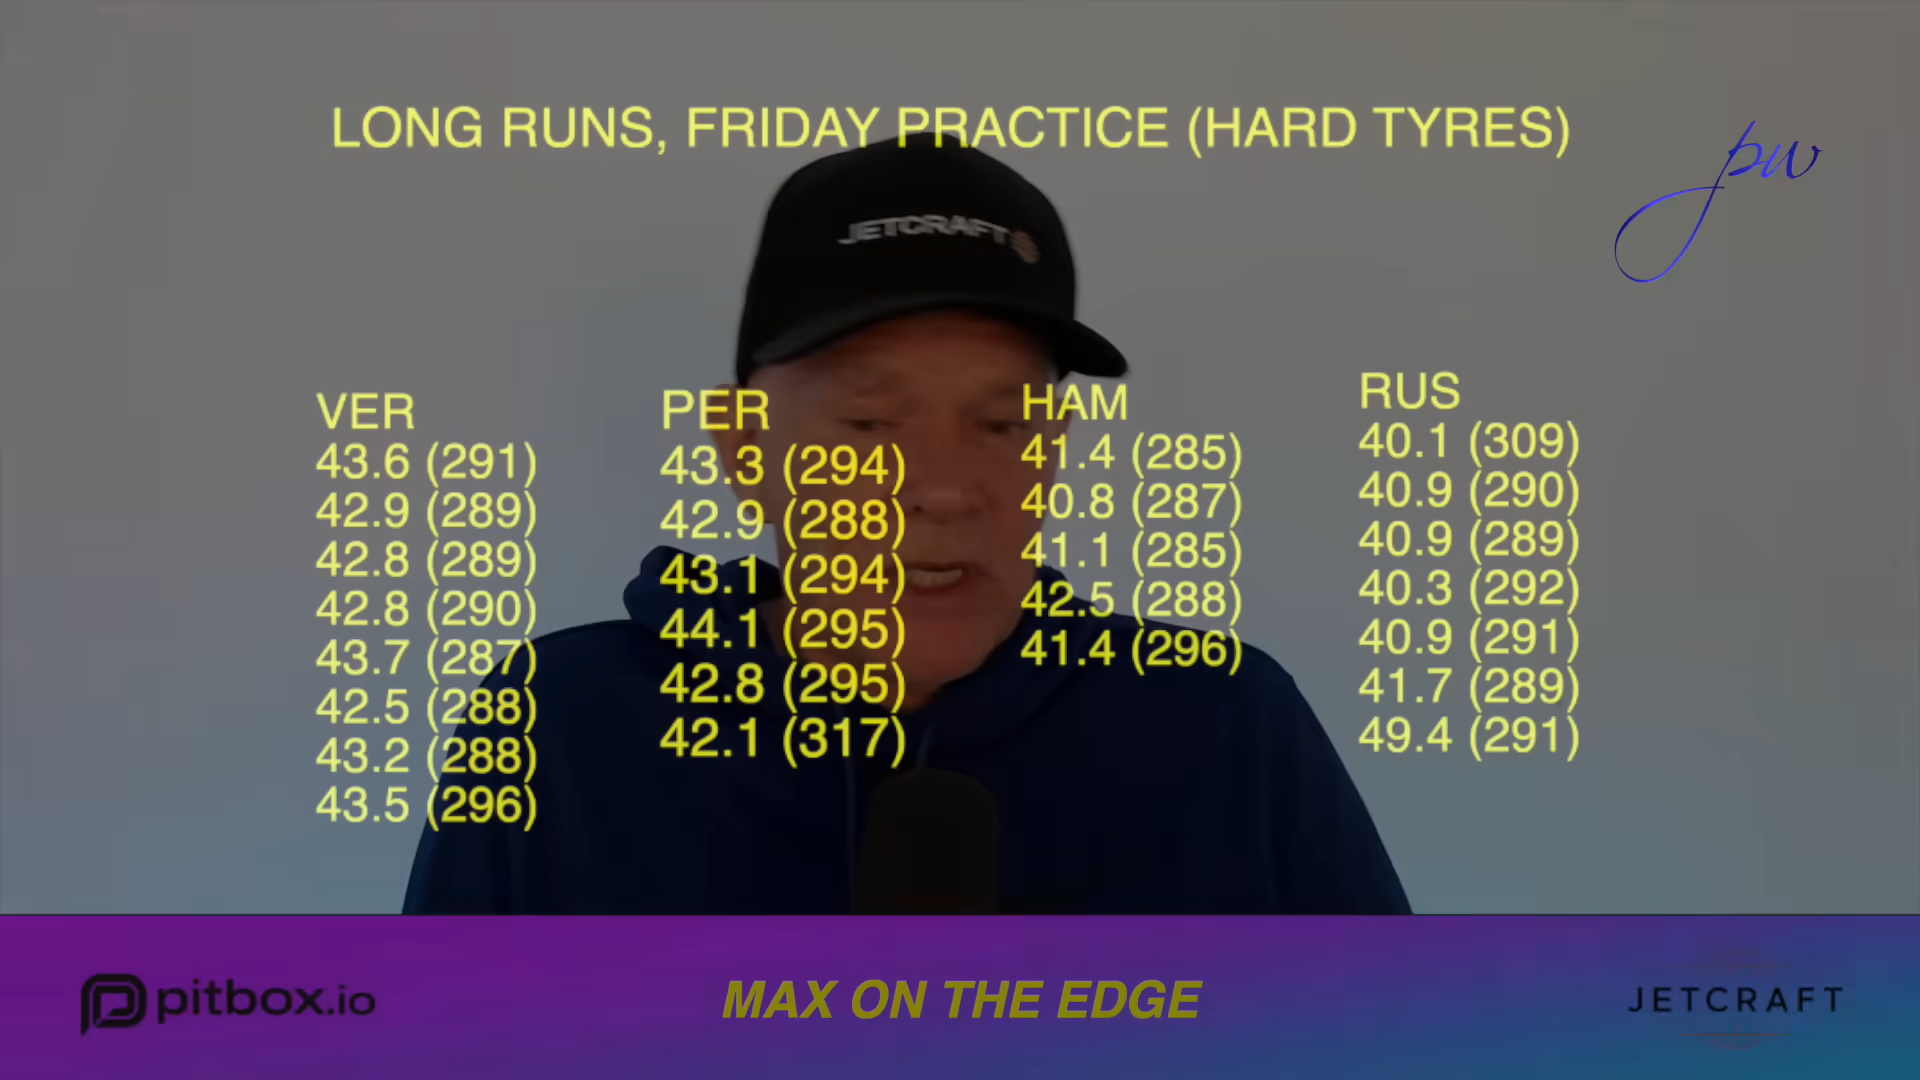 LONG RUNS, FRIDAY PRACTICE (HARD TYRES)
pw
JETCRAFT
VER
43.6 (291)
42.9 (289)
42.8 (289)
42.8 (290)
43.7 (287)
42.5 (288)
43.2 (288)
43.5 (296)
PER
43.3 (294)
42.9 (288)
43.1 (294)
44.1 (295)
42.8 (295)
42.1 (317)
HAM
41.4 (285)
40.8 (287)
41.1 (285)
42.5 (288)
41.4 (296)
RUS
40.1 (309)
40.9 (290)
40.9 (289)
40.3 (292)
40.9 (291)
41.7 (289)
49.4 (291)
pitbox.io
MAX ON THE EDGE
JETCRAFT